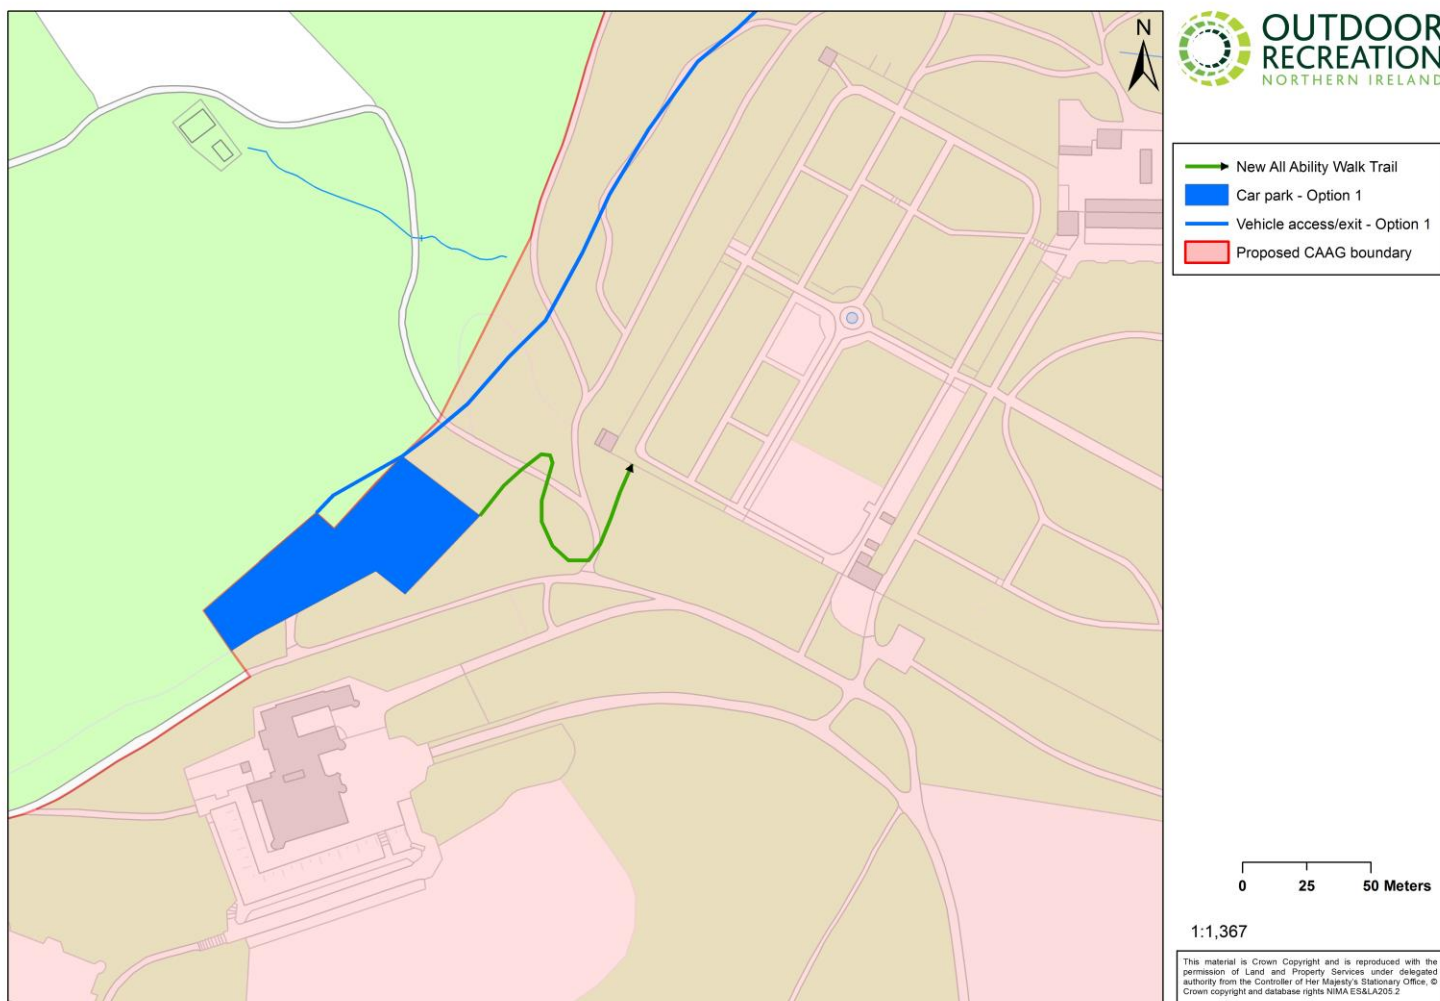 N
OUTDOOR
RECREATION
NORTHERN IRELAND
New All Ability Walk Trail
Car park - Option 1
Vehicle access/exit - Option 1
Proposed CAAG boundary
0 25 50 Meters
1:1,367
This material is Crown Copyright and is reproduced with the
permission of Land and Property Services under delegated
authority from the Controller of Her Majesty's Stationary Office, ©
Crown copyright and database rights NIMA ES&LA205.2